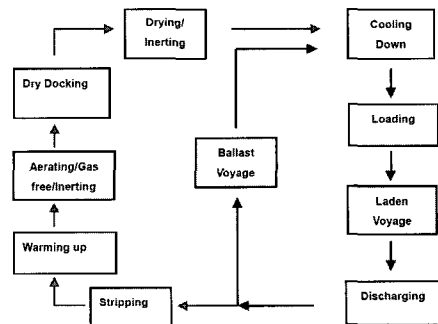 Drying/
Inerting
Cooling
Down
Dry Docking
Loading
Aerating/Gas
free/Inerting
Ballast
Voyage
Laden
Voyage
Warming up
Stripping
Discharging